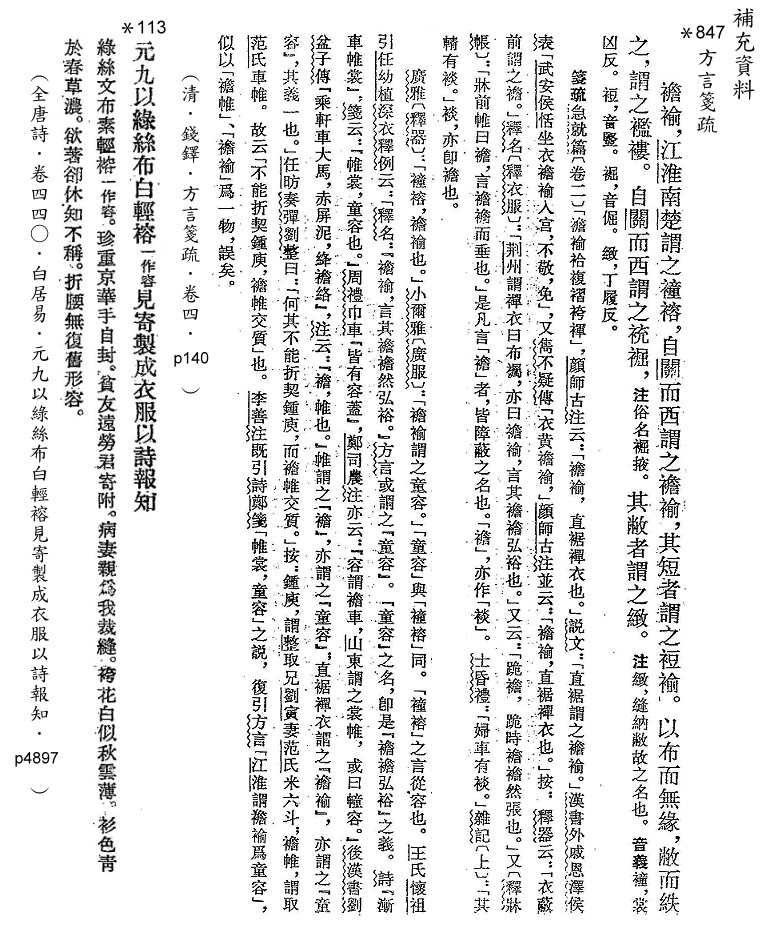 補充資料
*847 方言箋疏
襜褕，江淮南楚謂之䙱褣，自關而西謂之襜褕，其短者謂之裋褕。以布而無緣，敝而紩
之，謂之襤褸。自關而西謂之䘽𧝎，注俗名𧝎掖。其敝者謂之緻。注緻，縫納敝故之名也。音義䙱，裳
凶反。裋，音豎。𧝎，音倔。緻，丁履反。
箋疏急就篇〔卷二〕：「襜褕袷複褶袴襌」，顔師古注云：「襜褕，直裾襌衣也。」說文：「直裾謂之襜褕。」漢書外戚恩澤侯
表「武安侯恬坐衣襜褕入宫，不敬，免」，又雋不疑傳「衣黄襜褕」，顔師古注並云：「襜褕，直裾襌衣也。」按：釋器云：「衣蔽
前謂之襜。」釋名〔釋衣服〕：「荆州謂襌衣曰布襡，亦曰襜褕，言其襜襜弘裕也。」又云：「跪襜，跪時襜襜然張也。」又〔釋牀
帳〕：「牀前帷曰襜，言襜襜而垂也。」是凡言「襜」者，皆障蔽之名也。「襜」，亦作「裧」。士昏禮：「婦車有裧。」雜記〔上〕：「其
輤有裧。」裧，亦即襜也。
廣雅〔釋器〕：「䙱褣，襜褕也。」小爾雅〔廣服〕：「襜褕謂之童容。」「童容」與「䙱褣」同。「䙱褣」之言從容也。王氏懷祖
引任幼植深衣釋例云：「釋名：『襜褕，言其襜襜然弘裕。』方言或謂之『童容』。『童容』之名，即是『襜襜弘裕』之義。詩『漸
車帷裳』，箋云：『帷裳，童容也。』周禮巾車『皆有容蓋』，鄭司農注亦云：『容謂襜車，山東謂之裳帷，或曰幢容。』後漢書劉
盆子傳『乘軒車大馬，赤屏泥，絳襜絡』，注云：『襜，帷也。』帷謂之『襜』，亦謂之『童容』；直裾襌衣謂之『襜褕』，亦謂之『童
容』，其義一也。」任昉奏彈劉整曰：「何其不能折契鍾庾，而襜帷交質。」按：鍾庾，謂整取兄劉寅妻范氏米六斗；襜帷，謂取
范氏車帷。故云「不能折契鍾庾，襜帷交質」也。李善注既引詩鄭箋「帷裳，童容」之説，復引方言「江淮謂襜褕爲童容」，
似以「襜帷」、「襜褕」爲一物，誤矣。
（清．錢繹．方言箋疏．卷四．p140）
*113
元九以綠絲布白輕褣一作容見寄製成衣服以詩報知
綠絲文布素輕褣一作容。珍重京華手自封。貧友遠勞君寄附。病妻親爲我裁縫。袴花白似秋雲薄。衫色青
於春草濃。欲著卻休知不稱。折腰無復舊形容。
（全唐詩．卷四四〇．白居易．元九以綠絲布白輕褣見寄製成衣服以詩報知．p4897）